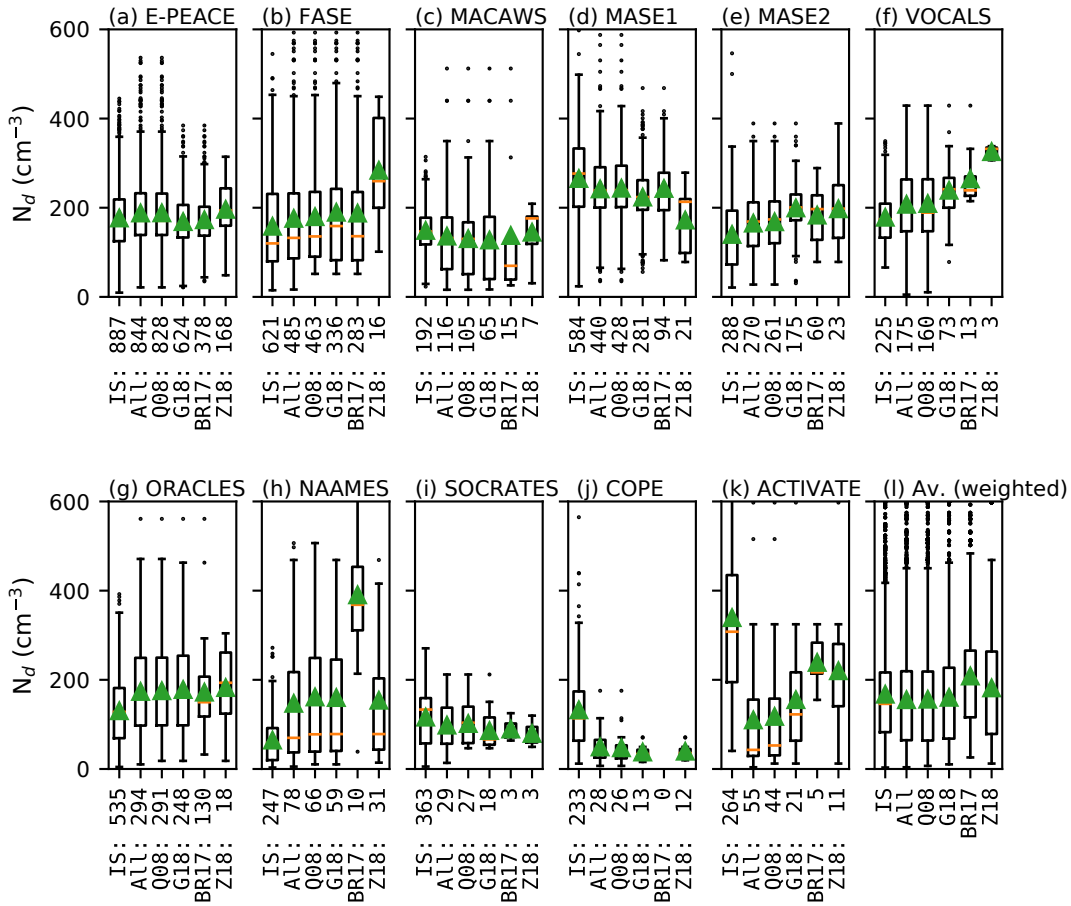 (a) E-PEACE (b) FASE (c) MACAWS (d) MASE1 (e) MASE2 (f) VOCALS
600
400
200
0
N_d (cm⁻³)
IS: 887 All: 844 Q08: 828 G18: 624 BR17: 378 Z18: 168
IS: 621 All: 485 Q08: 463 G18: 336 BR17: 283 Z18: 16
IS: 192 All: 116 Q08: 105 G18: 65 BR17: 15 Z18: 7
IS: 584 All: 440 Q08: 428 G18: 281 BR17: 94 Z18: 21
IS: 288 All: 270 Q08: 261 G18: 175 BR17: 60 Z18: 23
IS: 225 All: 175 Q08: 160 G18: 73 BR17: 13 Z18: 3
(g) ORACLES (h) NAAMES (i) SOCRATES (j) COPE (k) ACTIVATE (l) Av. (weighted)
600
400
200
0
N_d (cm⁻³)
IS: 535 All: 294 Q08: 291 G18: 248 BR17: 130 Z18: 18
IS: 247 All: 78 Q08: 66 G18: 59 BR17: 10 Z18: 31
IS: 363 All: 29 Q08: 27 G18: 18 BR17: 3 Z18: 3
IS: 233 All: 28 Q08: 26 G18: 13 BR17: 0 Z18: 12
IS: 264 All: 55 Q08: 44 G18: 21 BR17: 5 Z18: 11
IS All Q08 G18 BR17 Z18